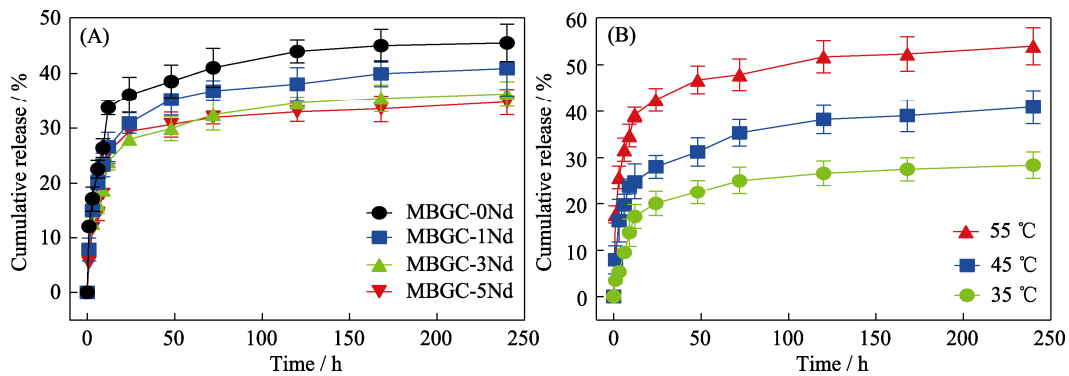 (A)
50
40
30
20
10
0
Cumulative release / %
0 50 100 150 200 250
Time / h
MBGC-0Nd
MBGC-1Nd
MBGC-3Nd
MBGC-5Nd
(B)
60
50
40
30
20
10
0
Cumulative release / %
0 50 100 150 200 250
Time / h
55 ℃
45 ℃
35 ℃